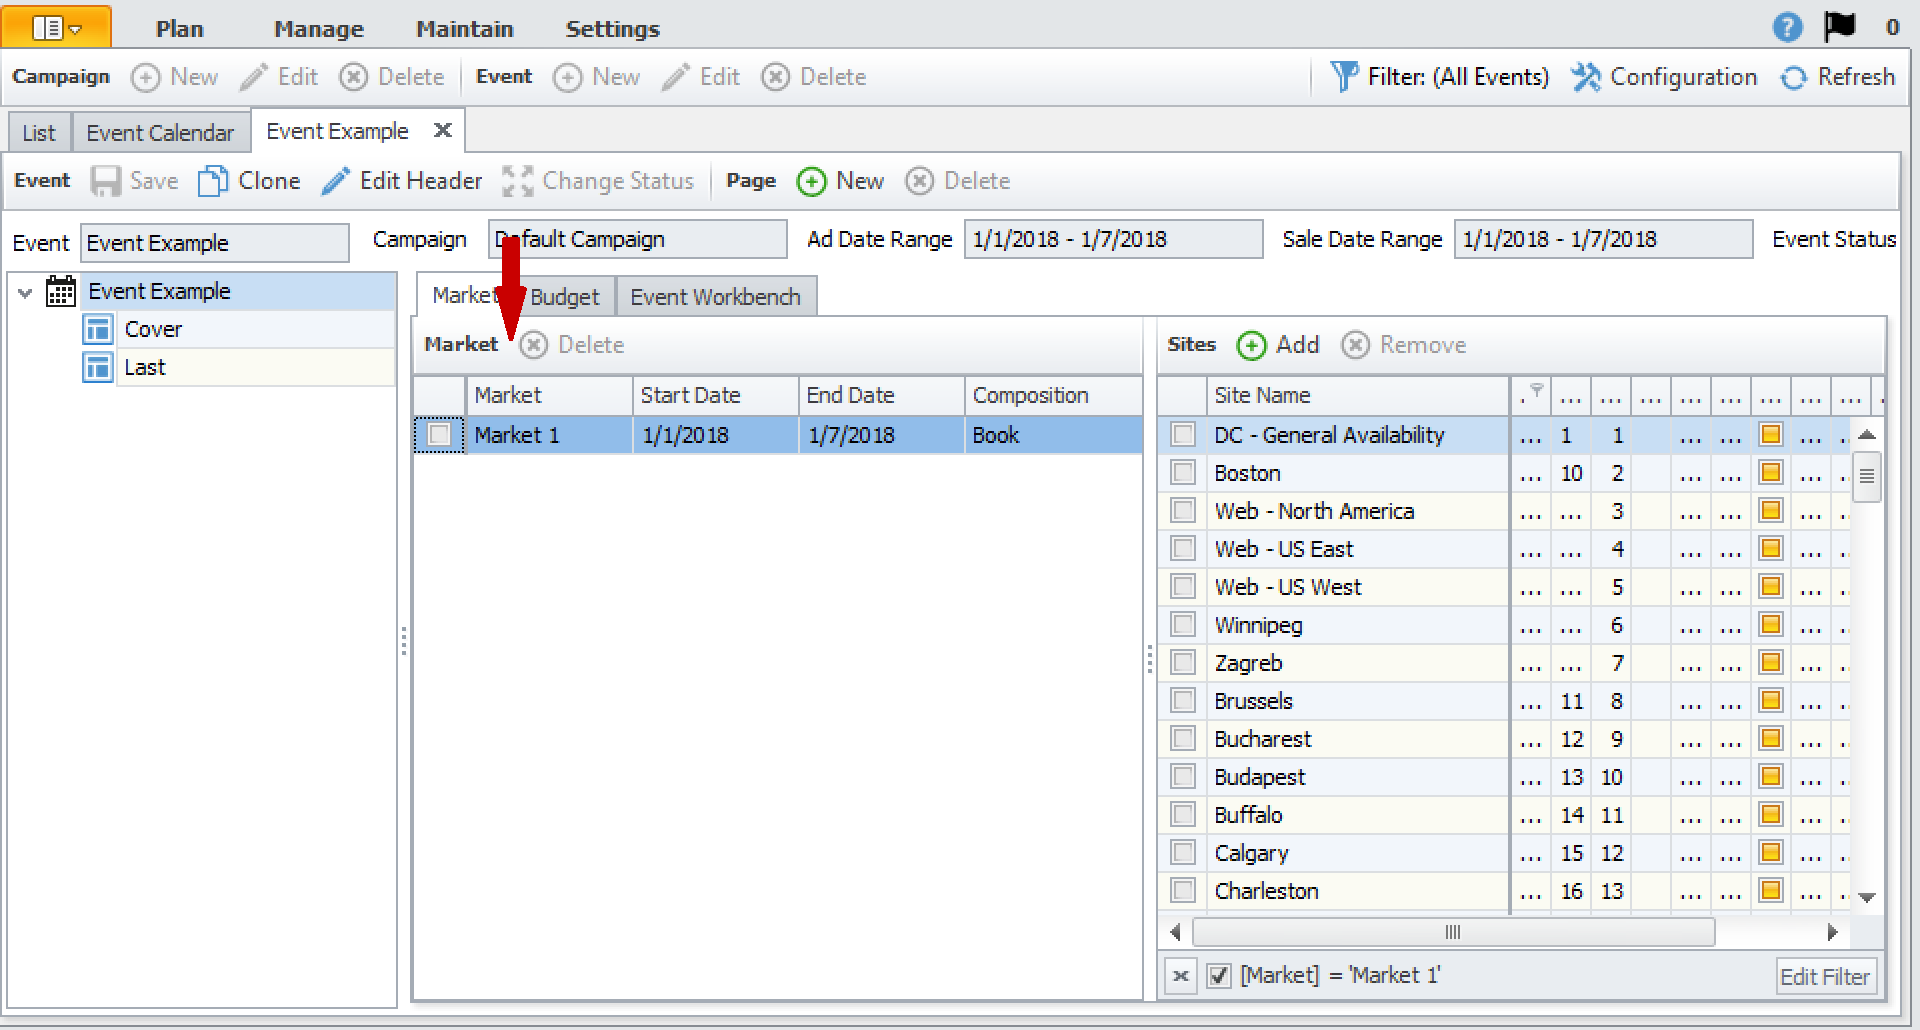 Plan Manage Maintain Settings 0
Campaign New Edit Delete Event New Edit Delete Filter: (All Events) Configuration Refresh
List Event Calendar Event Example
Event Save Clone Edit Header Change Status Page New Delete
Event Event Example Campaign Default Campaign Ad Date Range 1/1/2018 - 1/7/2018 Sale Date Range 1/1/2018 - 1/7/2018 Event Status
Event Example
Cover
Last
Market Budget Event Workbench
Market Delete
Market Start Date End Date Composition
Market 1 1/1/2018 1/7/2018 Book
Sites Add Remove
Site Name . ... ... ... ... ... ... ... ... .
DC - General Availability ... 1 1 ... ... ... ..
Boston ... 10 2 ... ... ... ..
Web - North America ... ... 3 ... ... ... ..
Web - US East ... ... 4 ... ... ... ..
Web - US West ... ... 5 ... ... ... ..
Winnipeg ... ... 6 ... ... ... ..
Zagreb ... ... 7 ... ... ... ..
Brussels ... 11 8 ... ... ... ..
Bucharest ... 12 9 ... ... ... ..
Budapest ... 13 10 ... ... ... ..
Buffalo ... 14 11 ... ... ... ..
Calgary ... 15 12 ... ... ... ..
Charleston ... 16 13 ... ... ... ..
[Market] = 'Market 1' Edit Filter